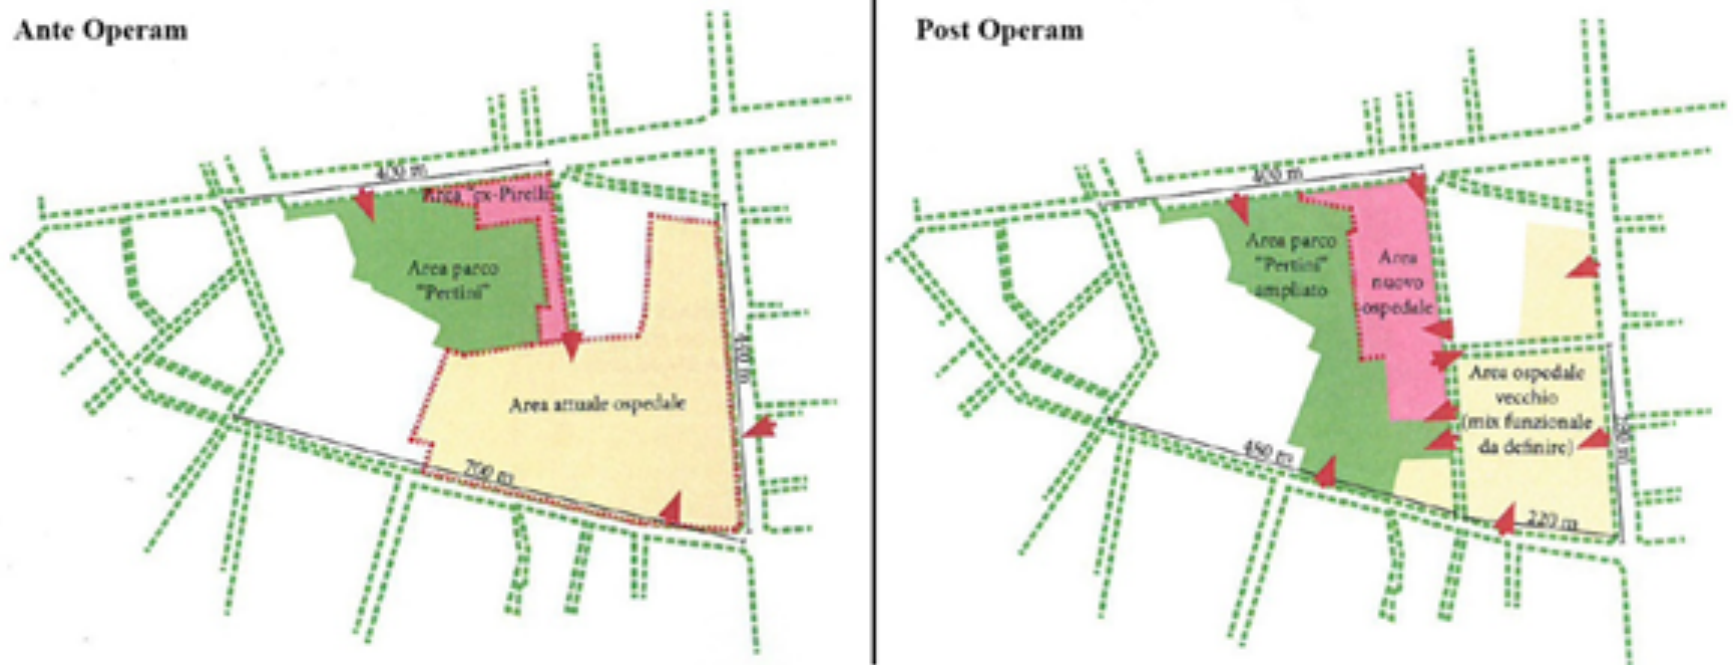 Ante Operam
400 m
Area "ex-Pirelli
Area parco
"Pertini"
400 m
Area attuale ospedale
700 m
Post Operam
400 m
Area parco
"Pertini"
ampliato
Area
nuovo
ospedale
Area ospedale
vecchio
(mix funzionale
da definire)
480 m
220 m